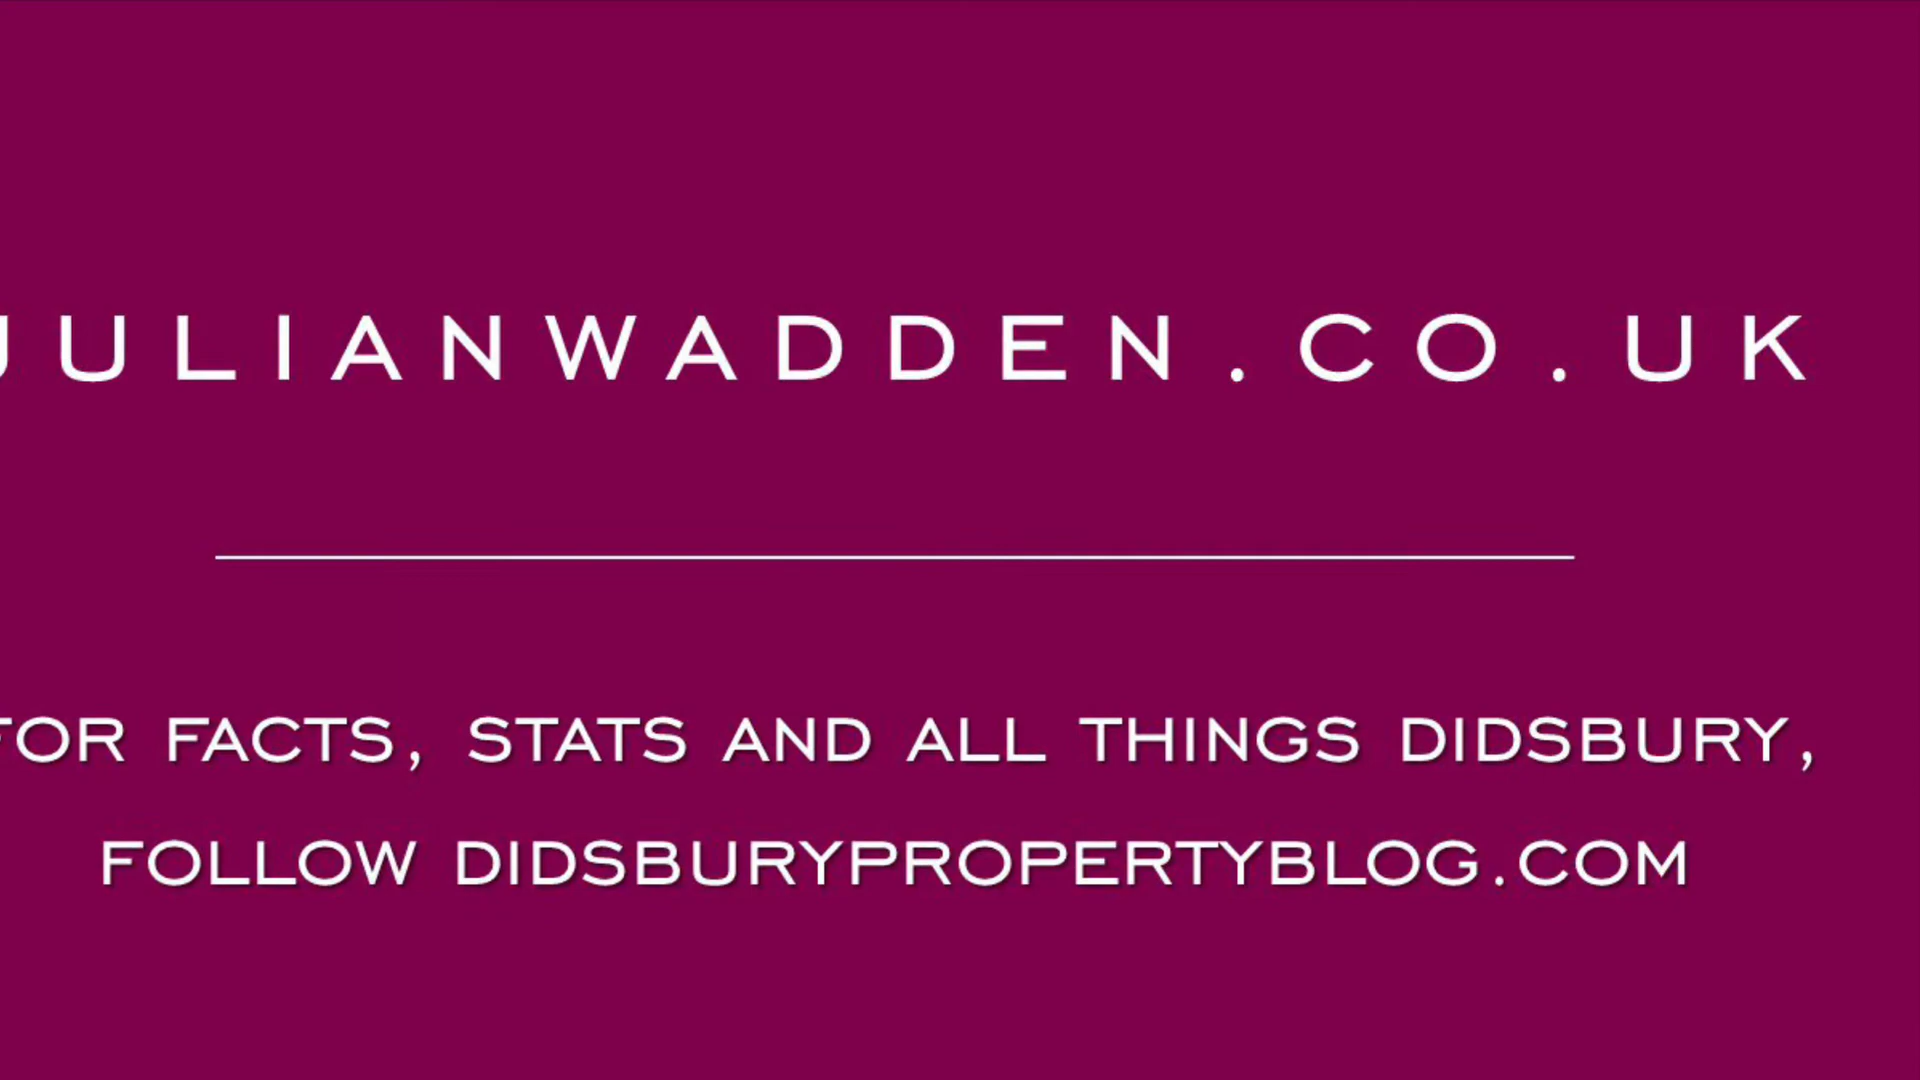 JULIANWADDEN.CO.UK
FOR FACTS, STATS AND ALL THINGS DIDSBURY,
FOLLOW DIDSBURYPROPERTYBLOG.COM